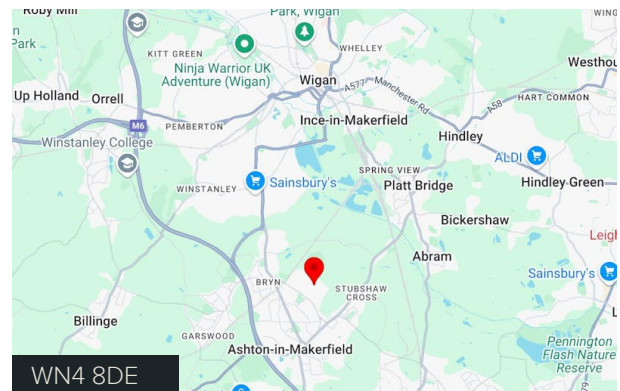 Roby Mill
Park, Wigan
WHELLEY
KITT GREEN
Ninja Warrior UK
Adventure (Wigan)
Park
Wigan
A577
Manchester Rd
Westhou
WING
A58
HART COMMON
Up Holland
Orrell
M6
PEMBERTON
Ince-in-Makerfield
Hindley
Winstanley College
ALDI
SPRING VIEW
Hindley Green
WINSTANLEY
Sainsbury's
Platt Bridge
Bickershaw
Leigh
Abram
Sainsbury's
BRYN
STUBSHAW
CROSS
Billinge
GARSWOOD
Ashton-in-Makerfield
Pennington
Flash Nature
Reserve
WN4 8DE